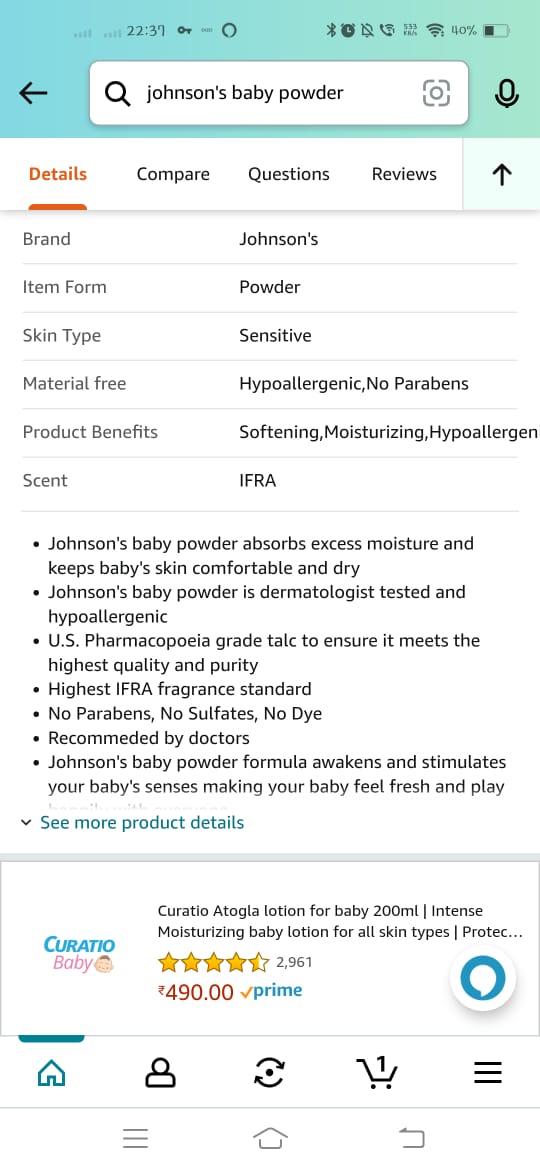 22:37
533
KB/s
40%
johnson's baby powder
Details Compare Questions Reviews
Brand Johnson's
Item Form Powder
Skin Type Sensitive
Material free Hypoallergenic,No Parabens
Product Benefits Softening,Moisturizing,Hypoallergen
Scent IFRA
• Johnson's baby powder absorbs excess moisture and
keeps baby's skin comfortable and dry
• Johnson's baby powder is dermatologist tested and
hypoallergenic
• U.S. Pharmacopoeia grade talc to ensure it meets the
highest quality and purity
• Highest IFRA fragrance standard
• No Parabens, No Sulfates, No Dye
• Recommeded by doctors
• Johnson's baby powder formula awakens and stimulates
your baby's senses making your baby feel fresh and play
happily with everyone
See more product details
Curatio Atogla lotion for baby 200ml | Intense
Moisturizing baby lotion for all skin types | Protec...
CURATIO
Baby
2,961
₹490.00 prime
1